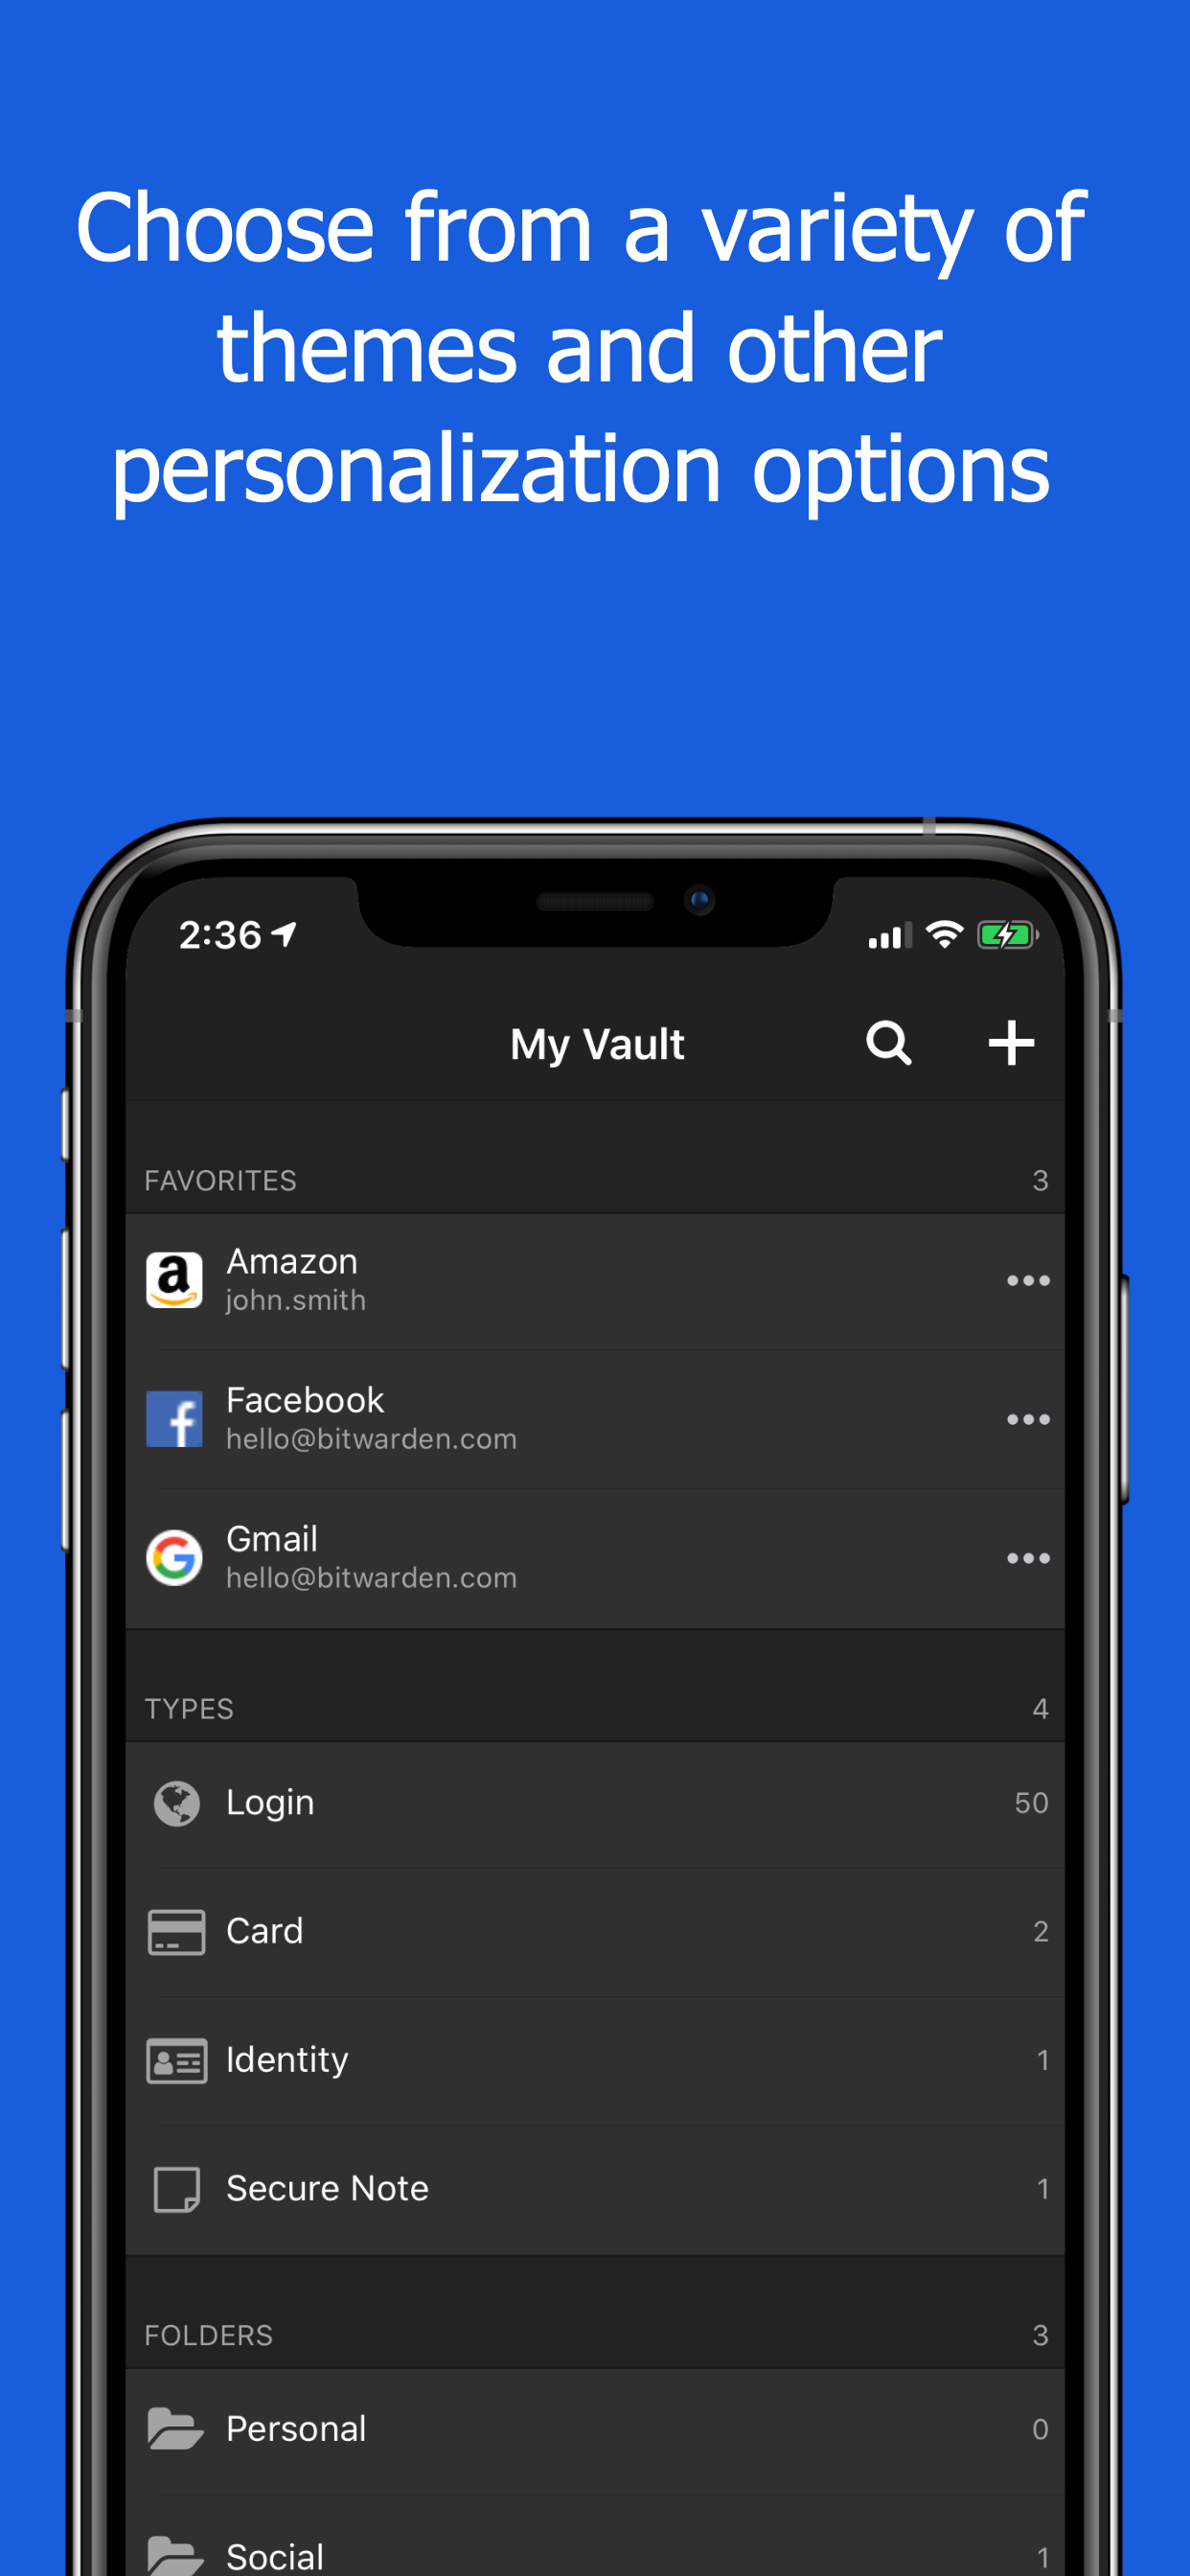 Choose from a variety of
themes and other
personalization options
2:36
My Vault
FAVORITES 3
Amazon
john.smith
Facebook
hello@bitwarden.com
Gmail
hello@bitwarden.com
TYPES 4
Login 50
Card 2
Identity 1
Secure Note 1
FOLDERS 3
Personal 0
Social 1